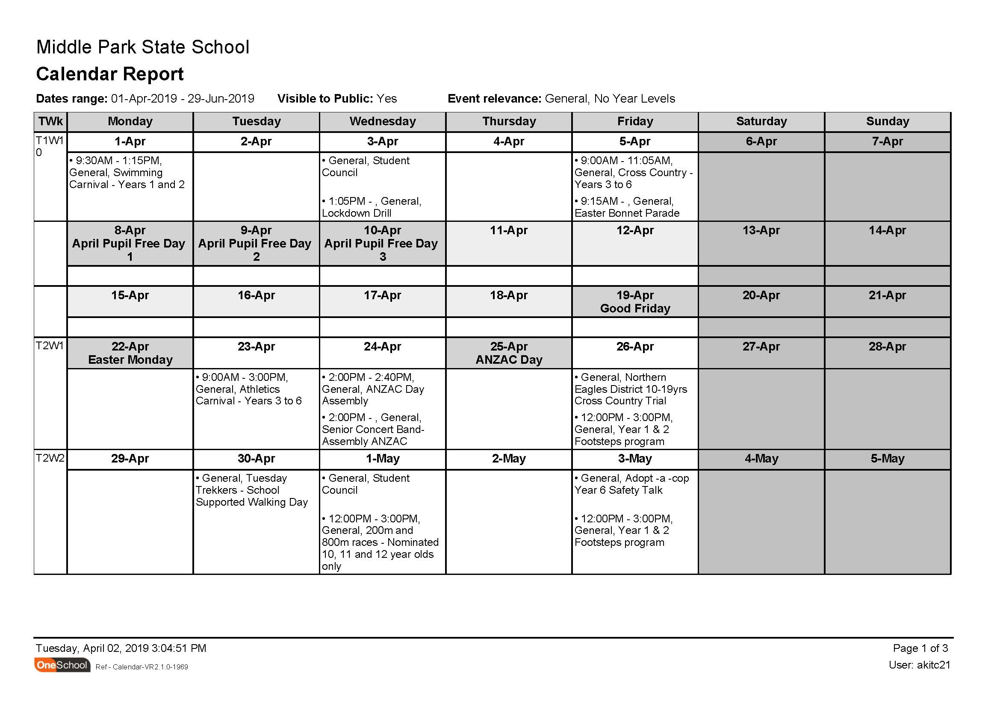 Middle Park State School
Calendar Report
Dates range: 01-Apr-2019 - 29-Jun-2019 Visible to Public: Yes Event relevance: General, No Year Levels
TWk Monday Tuesday Wednesday Thursday Friday Saturday Sunday
T1W1
0
1-Apr 2-Apr 3-Apr 4-Apr 5-Apr 6-Apr 7-Apr
• 9:30AM - 1:15PM,
General, Swimming
Carnival - Years 1 and 2
• General, Student
Council
• 1:05PM - , General,
Lockdown Drill
• 9:00AM - 11:05AM,
General, Cross Country -
Years 3 to 6
• 9:15AM - , General,
Easter Bonnet Parade
8-Apr
April Pupil Free Day
1
9-Apr
April Pupil Free Day
2
10-Apr
April Pupil Free Day
3
11-Apr 12-Apr 13-Apr 14-Apr
15-Apr 16-Apr 17-Apr 18-Apr
19-Apr
Good Friday
20-Apr 21-Apr
T2W1
22-Apr
Easter Monday
23-Apr 24-Apr
25-Apr
ANZAC Day
26-Apr 27-Apr 28-Apr
• 9:00AM - 3:00PM,
General, Athletics
Carnival - Years 3 to 6
• 2:00PM - 2:40PM,
General, ANZAC Day
Assembly
• 2:00PM - , General,
Senior Concert Band-
Assembly ANZAC
• General, Northern
Eagles District 10-19yrs
Cross Country Trial
• 12:00PM - 3:00PM,
General, Year 1 & 2
Footsteps program
T2W2
29-Apr 30-Apr 1-May 2-May 3-May 4-May 5-May
• General, Tuesday
Trekkers - School
Supported Walking Day
• General, Student
Council
• 12:00PM - 3:00PM,
General, 200m and
800m races - Nominated
10, 11 and 12 year olds
only
• General, Adopt -a -cop
Year 6 Safety Talk
• 12:00PM - 3:00PM,
General, Year 1 & 2
Footsteps program
Tuesday, April 02, 2019 3:04:51 PM
Page 1 of 3
OneSchool Ref - Calendar-VR2.1.0-1969
User: akitc21